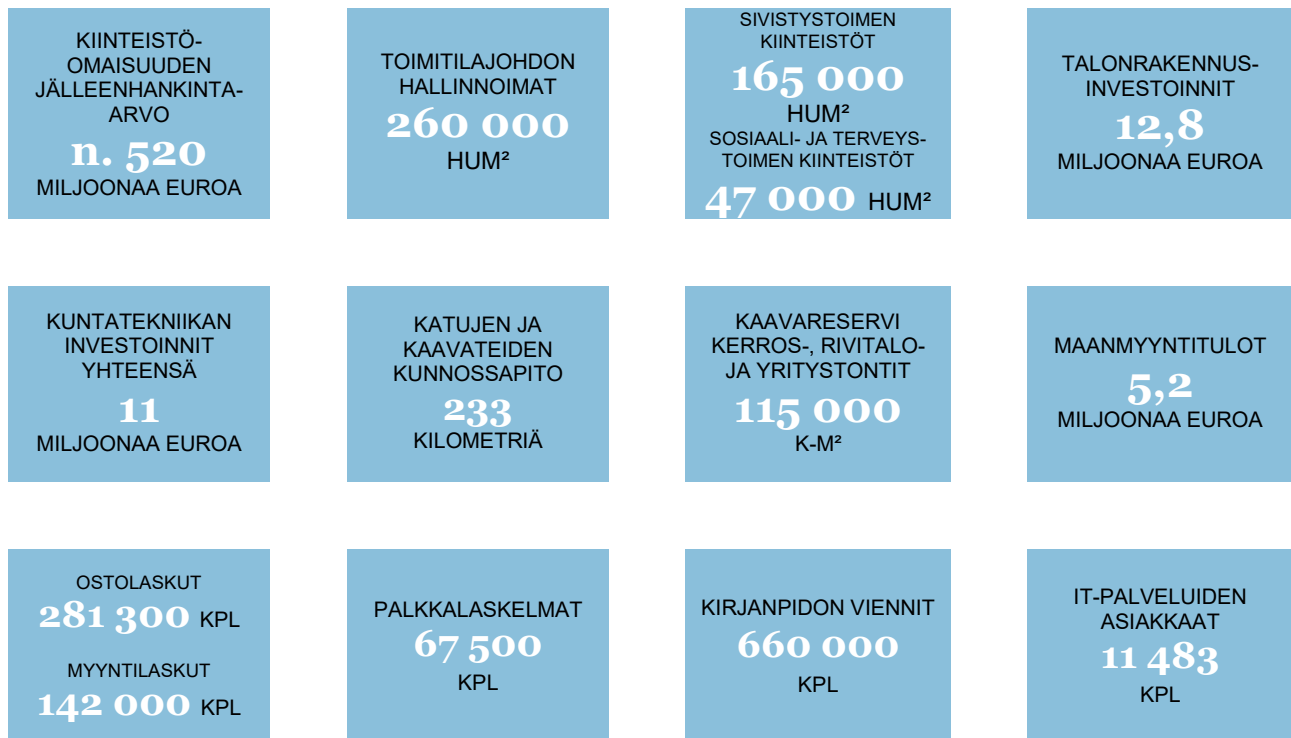 KIINTEISTÖ-
OMAISUUDEN
JÄLLEENHANKINTA-
ARVO
n. 520
MILJOONAA EUROA
TOIMITILAJOHDON
HALLINNOIMAT
260 000
HUM²
SIVISTYSTOIMEN
KIINTEISTÖT
165 000
HUM²
SOSIAALI- JA TERVEYS-
TOIMEN KIINTEISTÖT
47 000 HUM²
TALONRAKENNUS-
INVESTOINNIT
12,8
MILJOONAA EUROA
KUNTATEKNIIKAN
INVESTOINNIT
YHTEENSÄ
11
MILJOONAA EUROA
KATUJEN JA
KAAVATEIDEN
KUNNOSSAPITO
233
KILOMETRIÄ
KAAVARESERVI
KERROS-, RIVITALO-
JA YRITYSTONTIT
115 000
K-M²
MAANMYYNTITULOT
5,2
MILJOONAA EUROA
OSTOLASKUT
281 300 KPL
MYYNTILASKUT
142 000 KPL
PALKKALASKELMAT
67 500
KPL
KIRJANPIDON VIENNIT
660 000
KPL
IT-PALVELUIDEN
ASIAKKAAT
11 483
KPL